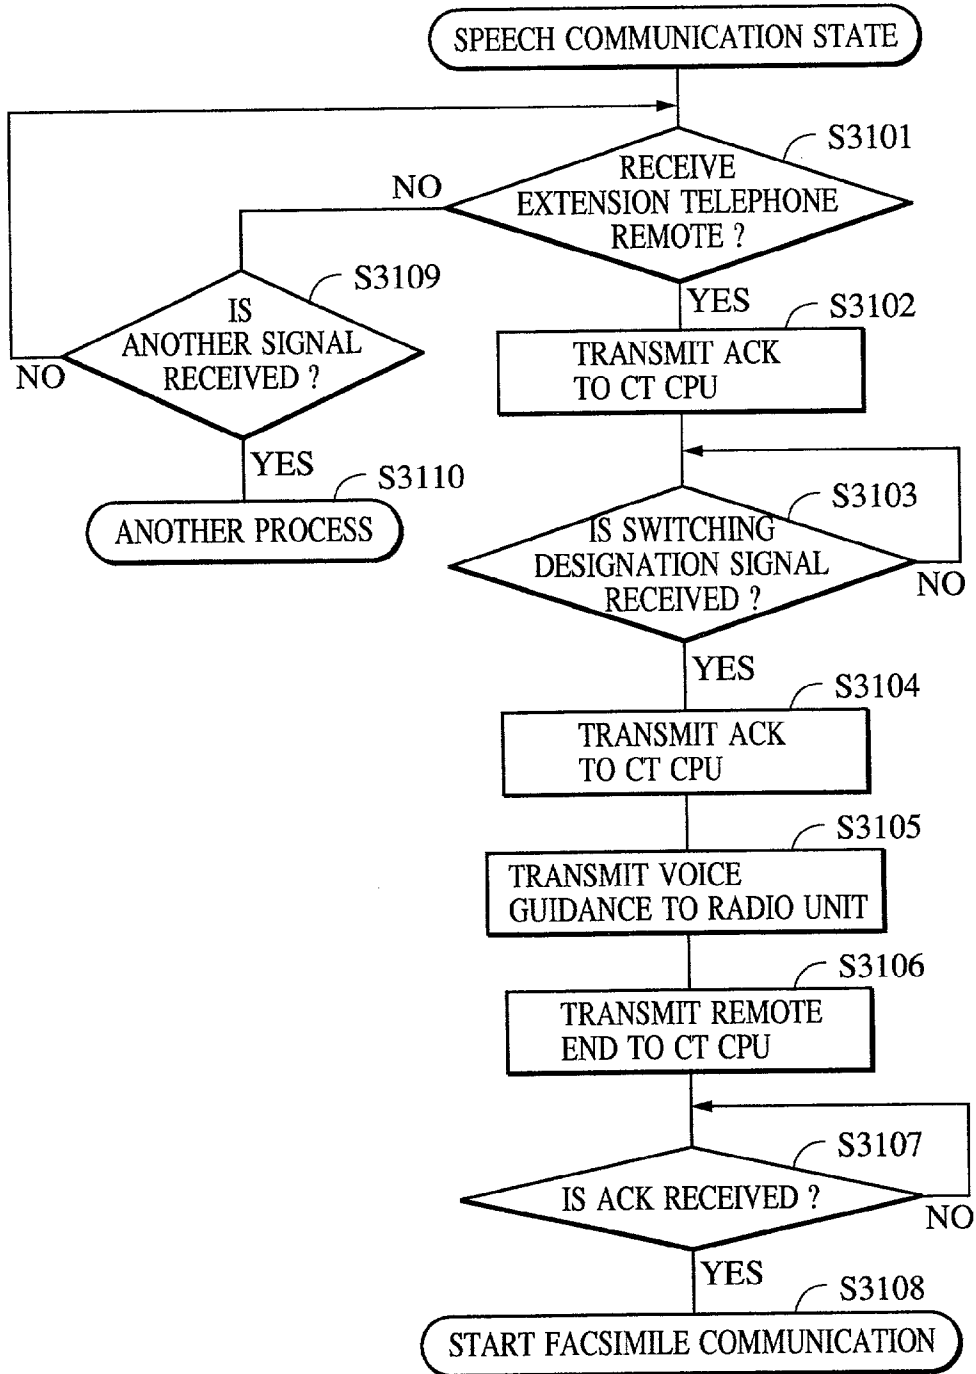 SPEECH COMMUNICATION STATE
S3101
RECEIVE
EXTENSION TELEPHONE
REMOTE ?
NO
YES
S3109
IS
ANOTHER SIGNAL
RECEIVED ?
NO
YES
S3110
ANOTHER PROCESS
S3102
TRANSMIT ACK
TO CT CPU
S3103
IS SWITCHING
DESIGNATION SIGNAL
RECEIVED ?
NO
YES
S3104
TRANSMIT ACK
TO CT CPU
S3105
TRANSMIT VOICE
GUIDANCE TO RADIO UNIT
S3106
TRANSMIT REMOTE
END TO CT CPU
S3107
IS ACK RECEIVED ?
NO
YES
S3108
START FACSIMILE COMMUNICATION